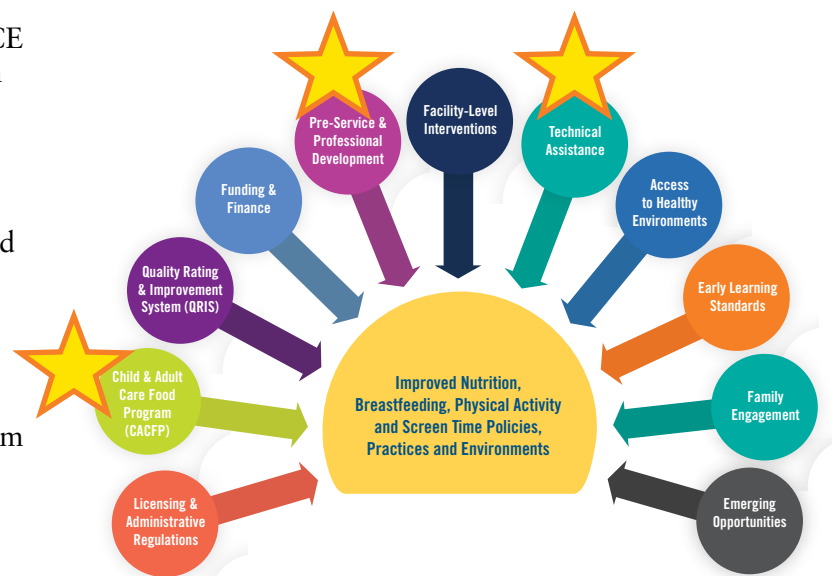 CE
d
m
Pre-Service &
Professional
Development
Facility-Level
Interventions
Technical
Assistance
Funding &
Finance
Access
to Healthy
Environments
Quality Rating
& Improvement
System (QRIS)
Early Learning
Standards
Child & Adult
Care Food
Program
(CACFP)
Improved Nutrition,
Breastfeeding, Physical Activity
and Screen Time Policies,
Practices and Environments
Family
Engagement
Licensing &
Administrative
Regulations
Emerging
Opportunities